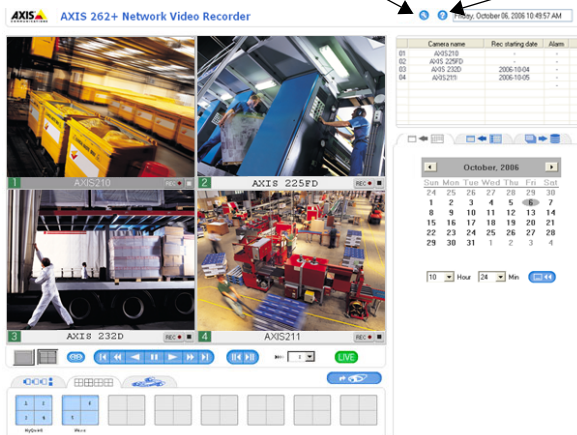 AXIS COMMUNICATIONS
AXIS 262+ Network Video Recorder
Friday, October 06, 2006 10:49:57 AM
Camera name Rec starting date Alarm
01 AXIS210 - -
02 AXIS 225FD - -
03 AXIS 232D 2006-10-04 -
04 AXIS211 2006-10-05 -
1 AXIS210 REC
2 AXIS 225FD REC
3 AXIS 232D REC
4 AXIS211 REC
October, 2006
Sun Mon Tue Wed Thu Fri Sat
24 25 26 27 28 29 30
1 2 3 4 5 6 7
8 9 10 11 12 13 14
15 16 17 18 19 20 21
22 23 24 25 26 27 28
29 30 31 1 2 3 4
10 Hour 24 Min
1
LIVE
MyQuad